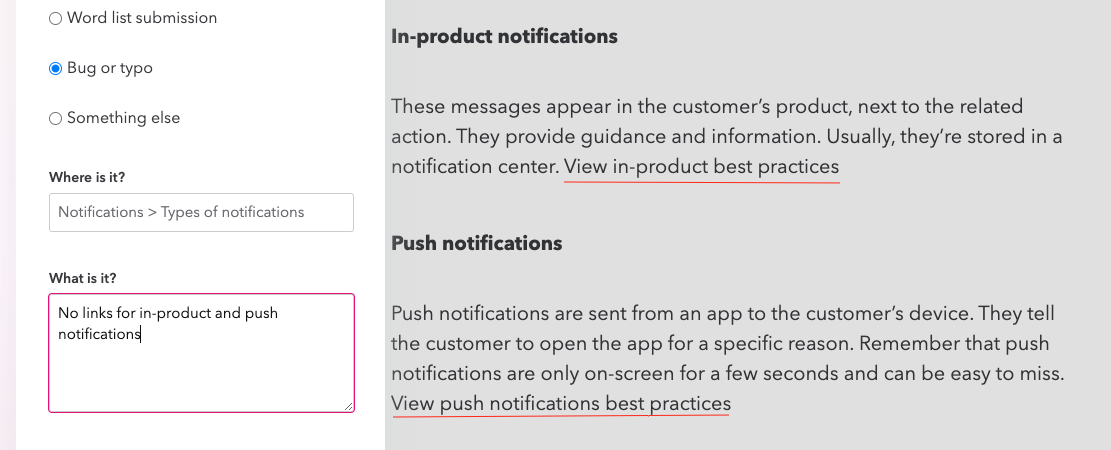 Word list submission
Bug or typo
Something else
Where is it?
Notifications > Types of notifications
What is it?
No links for in-product and push
notifications
In-product notifications
These messages appear in the customer’s product, next to the related
action. They provide guidance and information. Usually, they’re stored in a
notification center. View in-product best practices
Push notifications
Push notifications are sent from an app to the customer’s device. They tell
the customer to open the app for a specific reason. Remember that push
notifications are only on-screen for a few seconds and can be easy to miss.
View push notifications best practices